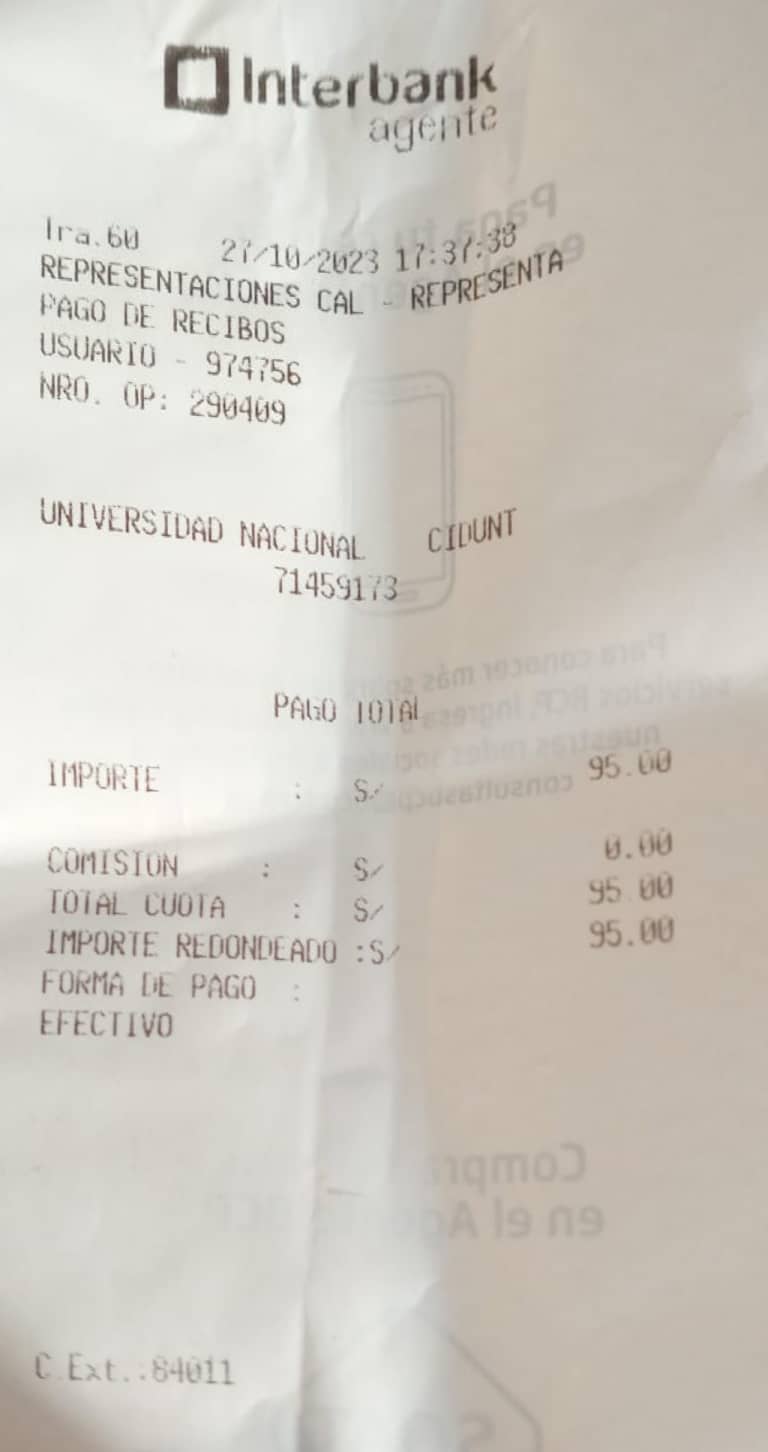 Interbank
agente
Tra.60 27/10/2023 17:37:38
REPRESENTACIONES CAL - REPRESENTA
PAGO DE RECIBOS
USUARIO - 974756
NRO. OP: 290409
UNIVERSIDAD NACIONAL CIDUNT
71459173
PAGO TOTAL
IMPORTE : S/ 95.00
COMISION : S/ 0.00
TOTAL CUOTA : S/ 95.00
IMPORTE REDONDEADO :S/ 95.00
FORMA DE PAGO :
EFECTIVO
C.Ext.:84011